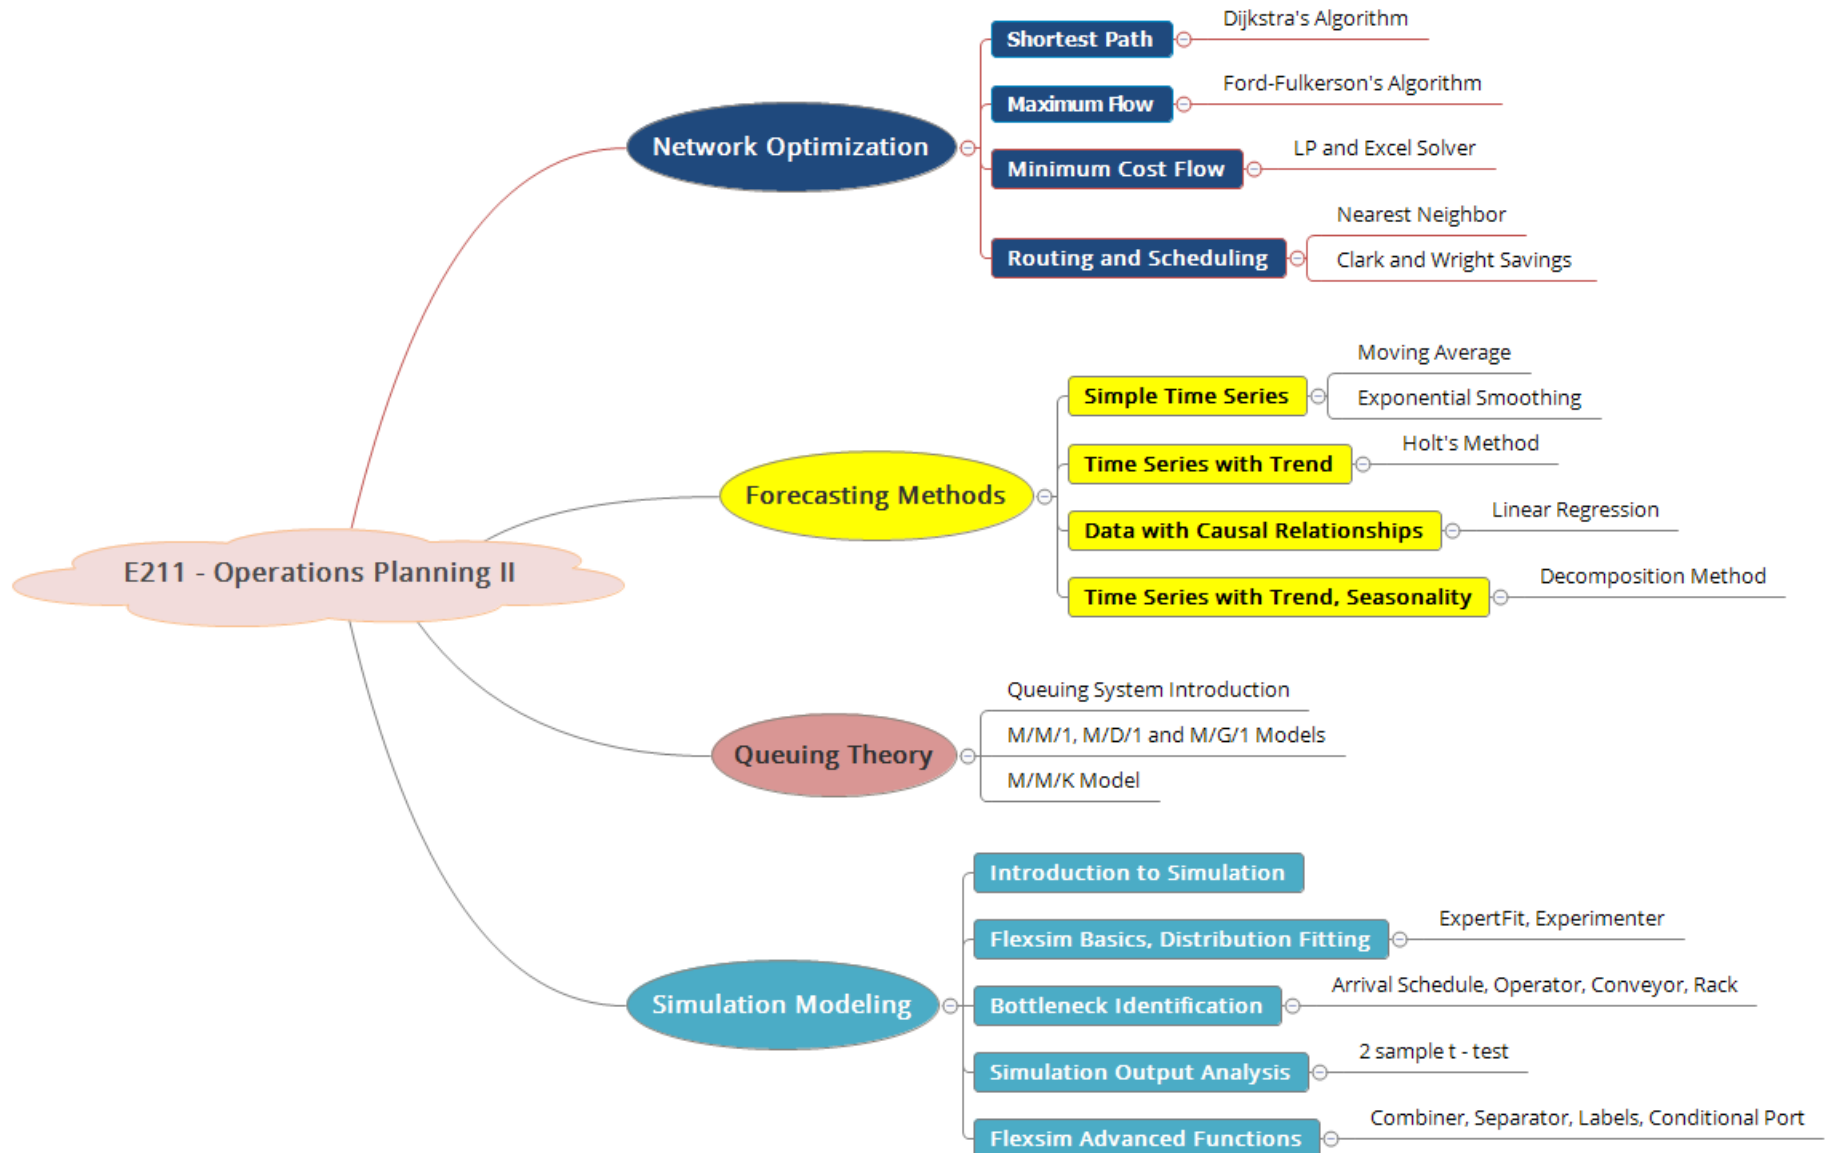 E211 - Operations Planning II
Network Optimization
Shortest Path
Dijkstra's Algorithm
Maximum Flow
Ford-Fulkerson's Algorithm
Minimum Cost Flow
LP and Excel Solver
Routing and Scheduling
Nearest Neighbor
Clark and Wright Savings
Forecasting Methods
Simple Time Series
Moving Average
Exponential Smoothing
Time Series with Trend
Holt's Method
Data with Causal Relationships
Linear Regression
Time Series with Trend, Seasonality
Decomposition Method
Queuing Theory
Queuing System Introduction
M/M/1, M/D/1 and M/G/1 Models
M/M/K Model
Simulation Modeling
Introduction to Simulation
Flexsim Basics, Distribution Fitting
ExpertFit, Experimenter
Bottleneck Identification
Arrival Schedule, Operator, Conveyor, Rack
Simulation Output Analysis
2 sample t - test
Flexsim Advanced Functions
Combiner, Separator, Labels, Conditional Port